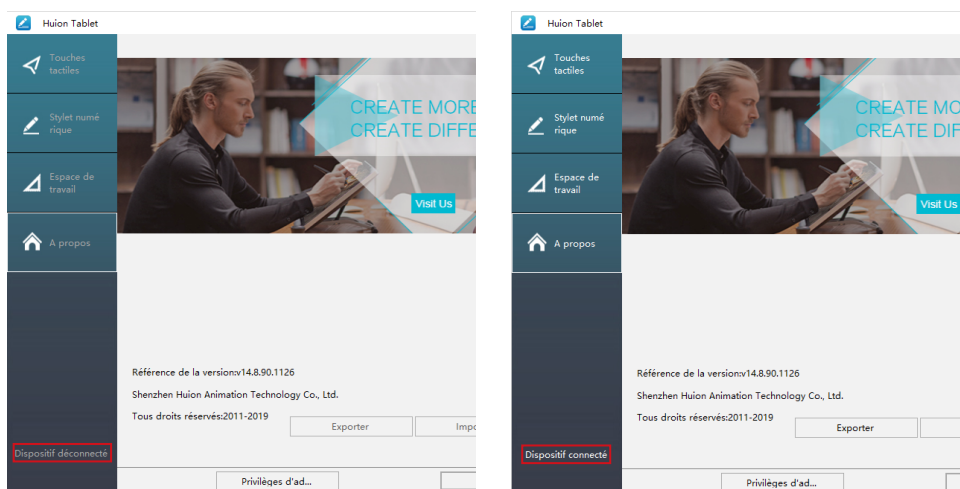 Huion Tablet
Touches
tactiles
Stylet numé
rique
Espace de
travail
A propos
CREATE MORE
CREATE DIFFE
Visit Us
Référence de la version:v14.8.90.1126
Shenzhen Huion Animation Technology Co., Ltd.
Tous droits réservés:2011-2019
Exporter
Impo
Dispositif déconnecté
Privilèges d'ad...
Huion Tablet
Touches
tactiles
Stylet numé
rique
Espace de
travail
A propos
CREATE MO
CREATE DIF
Visit Us
Référence de la version:v14.8.90.1126
Shenzhen Huion Animation Technology Co., Ltd.
Tous droits réservés:2011-2019
Exporter
Dispositif connecté
Privilèges d'ad...